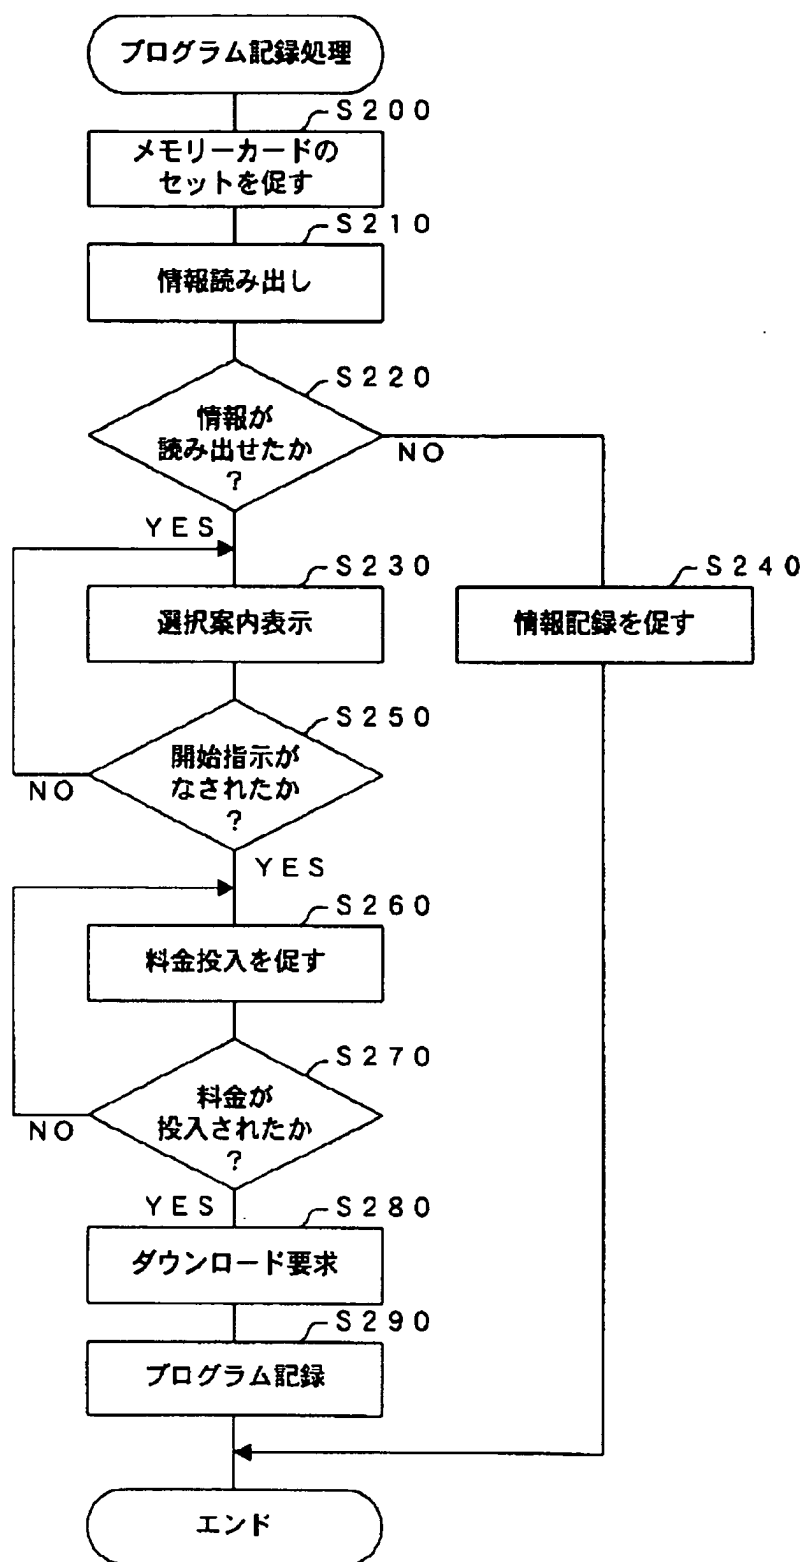 プログラム記録処理
S200
メモリーカードの
セットを促す
S210
情報読み出し
S220
情報が
読み出せたか
?
NO
YES
S230
選択案内表示
S240
情報記録を促す
S250
開始指示が
なされたか
?
NO
YES
S260
料金投入を促す
S270
料金が
投入されたか
?
NO
YES
S280
ダウンロード要求
S290
プログラム記録
エンド